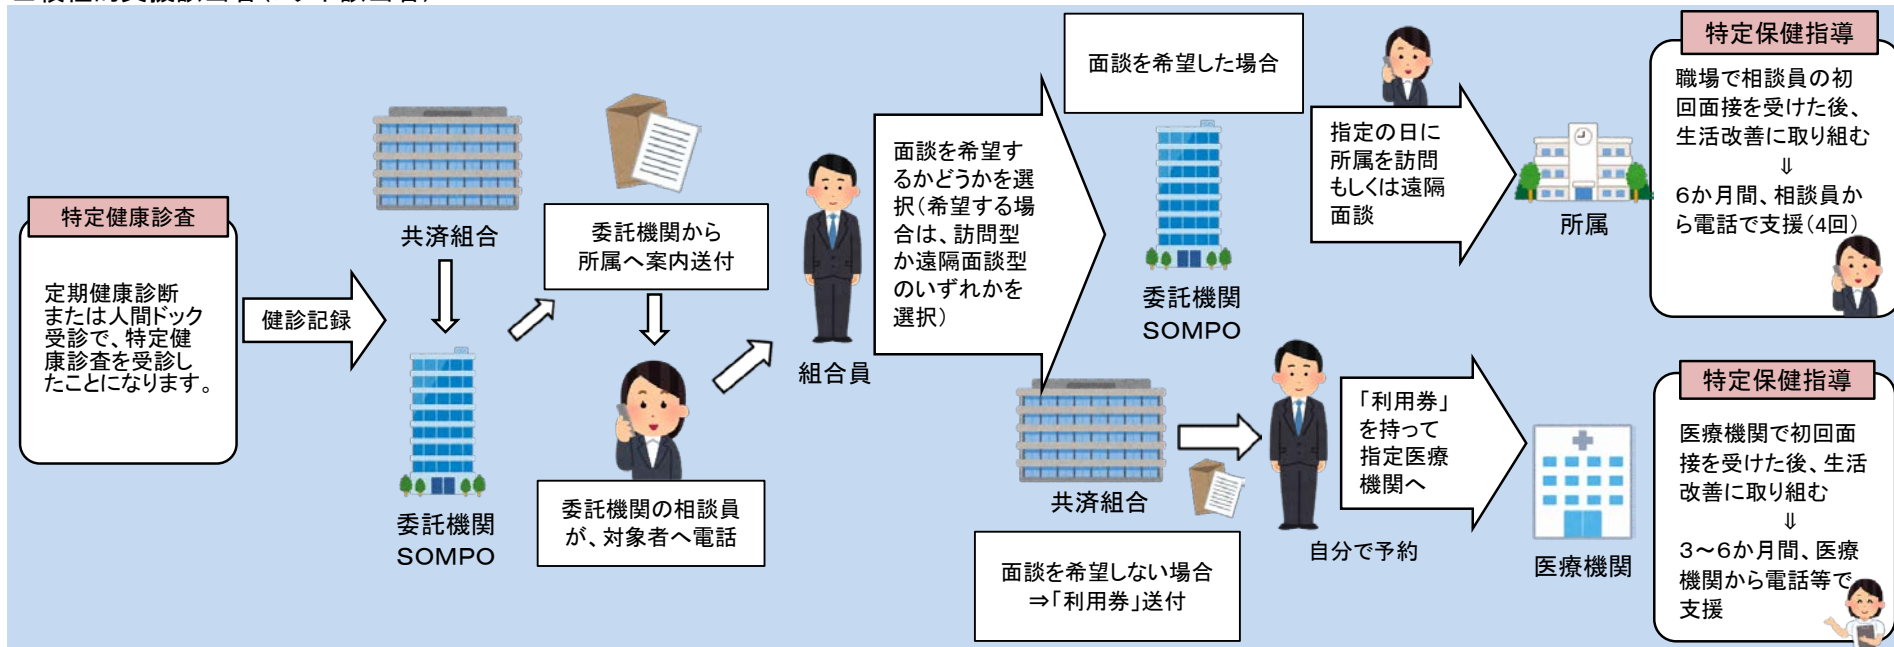 特定健康診査
定期健康診断
または人間ドック
受診で、特定健
康診査を受診し
たことになります。
健診記録
共済組合
委託機関
SOMPO
委託機関から
所属へ案内送付
委託機関の相談員
が、対象者へ電話
組合員
面談を希望す
るかどうかを選
択(希望する場
合は、訪問型
か遠隔面談型
のいずれかを
選択)
面談を希望した場合
委託機関
SOMPO
指定の日に
所属を訪問
もしくは遠隔
面談
所属
特定保健指導
職場で相談員の初
回面接を受けた後、
生活改善に取り組む
⇓
6か月間、相談員か
ら電話で支援(4回)
共済組合
面談を希望しない場合
⇒「利用券」送付
自分で予約
「利用券」
を持って
指定医療
機関へ
医療機関
特定保健指導
医療機関で初回面
接を受けた後、生活
改善に取り組む
⇓
3～6か月間、医療
機関から電話等で
支援